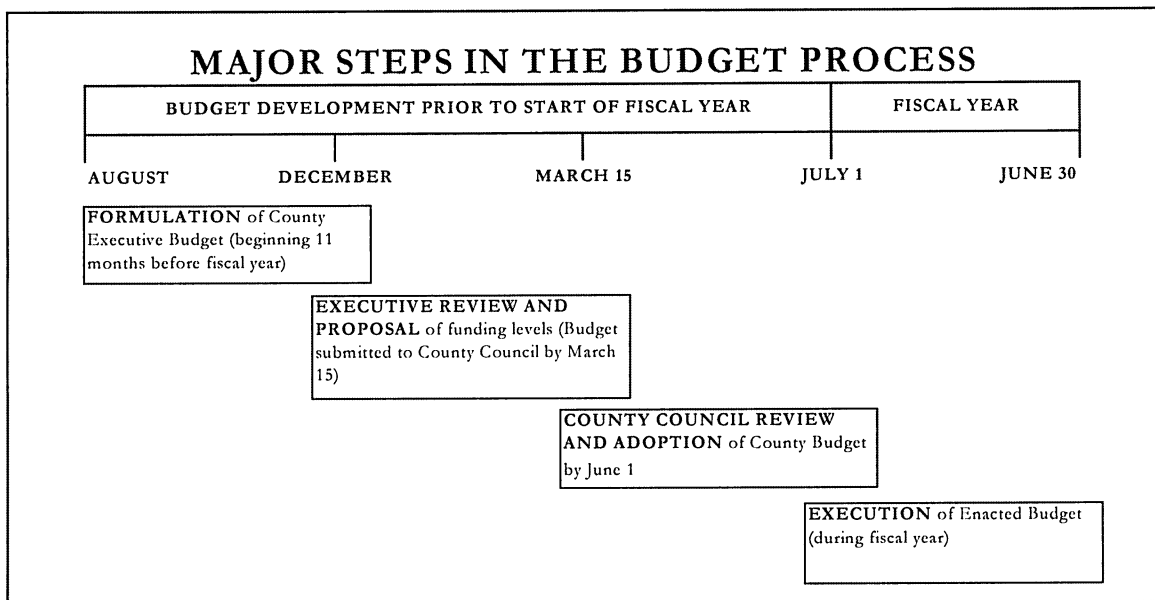 MAJOR STEPS IN THE BUDGET PROCESS
BUDGET DEVELOPMENT PRIOR TO START OF FISCAL YEAR
FISCAL YEAR
AUGUST
DECEMBER
MARCH 15
JULY 1
JUNE 30
FORMULATION of County
Executive Budget (beginning 11
months before fiscal year)
EXECUTIVE REVIEW AND
PROPOSAL of funding levels (Budget
submitted to County Council by March
15)
COUNTY COUNCIL REVIEW
AND ADOPTION of County Budget
by June 1
EXECUTION of Enacted Budget
(during fiscal year)